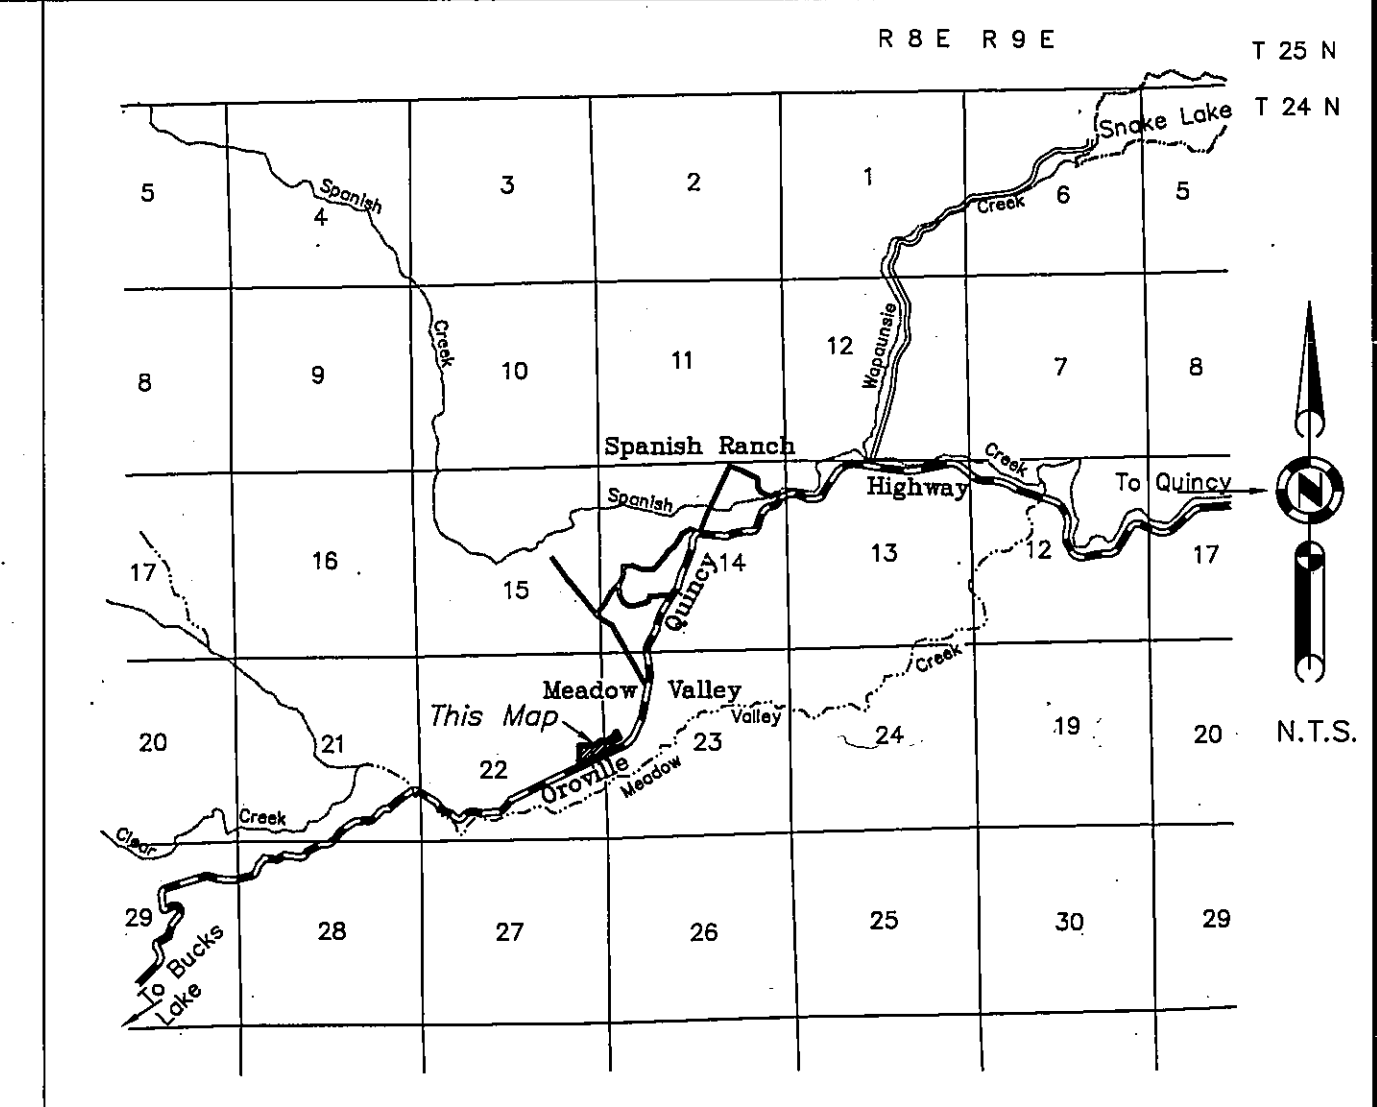 R 8 E R 9 E
T 25 N
Snake Lake T 24 N
5
Spanish
4
3
2
1
Creek
6
5
8
9
Creek
10
11
12
Wapaunsie
7
8
Spanish Ranch
Highway
Creek
To Quincy
N
17
16
15
Spanish
14
Quincy
13
12
17
Meadow Valley
This Map
20
21
22
Oroville
Meadow
23
Valley
24
Creek
19
20
N.T.S.
Clear
Creek
29
28
27
26
25
30
29
To Bucks
Lake